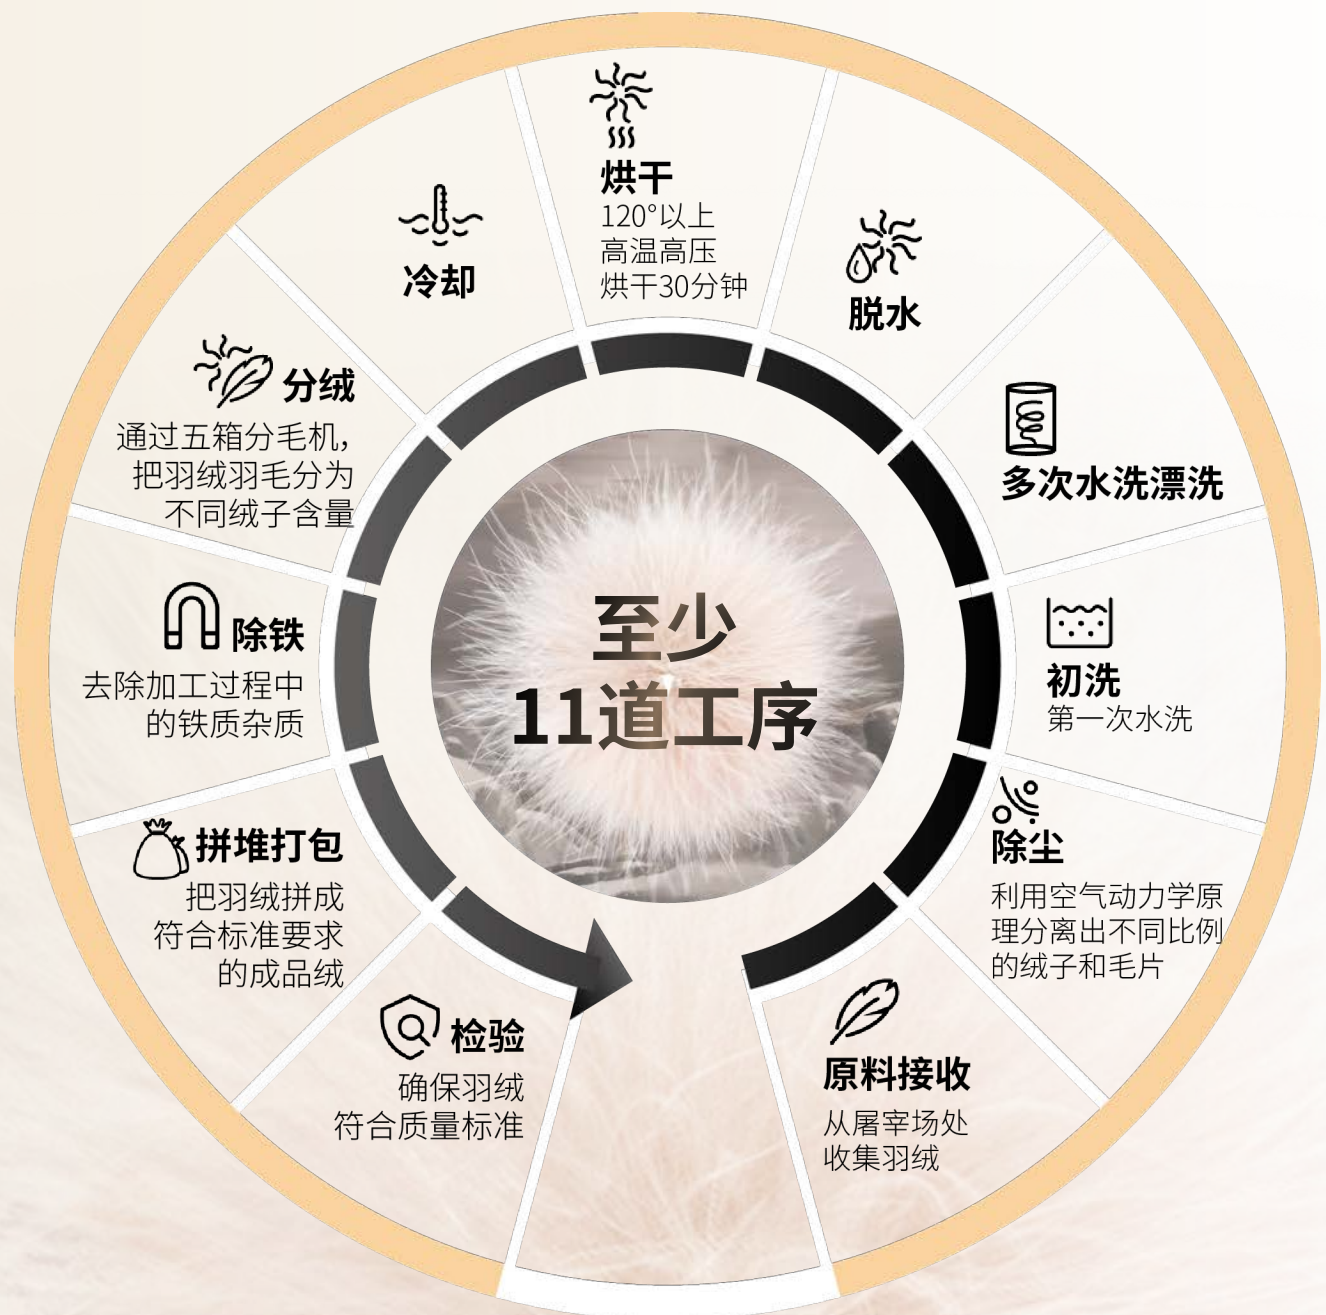 至少
11道工序
原料接收
从屠宰场处
收集羽绒
除尘
利用空气动力学原
理分离出不同比例
的绒子和毛片
初洗
第一次水洗
多次水洗漂洗
脱水
烘干
120°以上
高温高压
烘干30分钟
冷却
分绒
通过五箱分毛机，
把羽绒羽毛分为
不同绒子含量
除铁
去除加工过程中
的铁质杂质
拼堆打包
把羽绒拼成
符合标准要求
的成品绒
检验
确保羽绒
符合质量标准